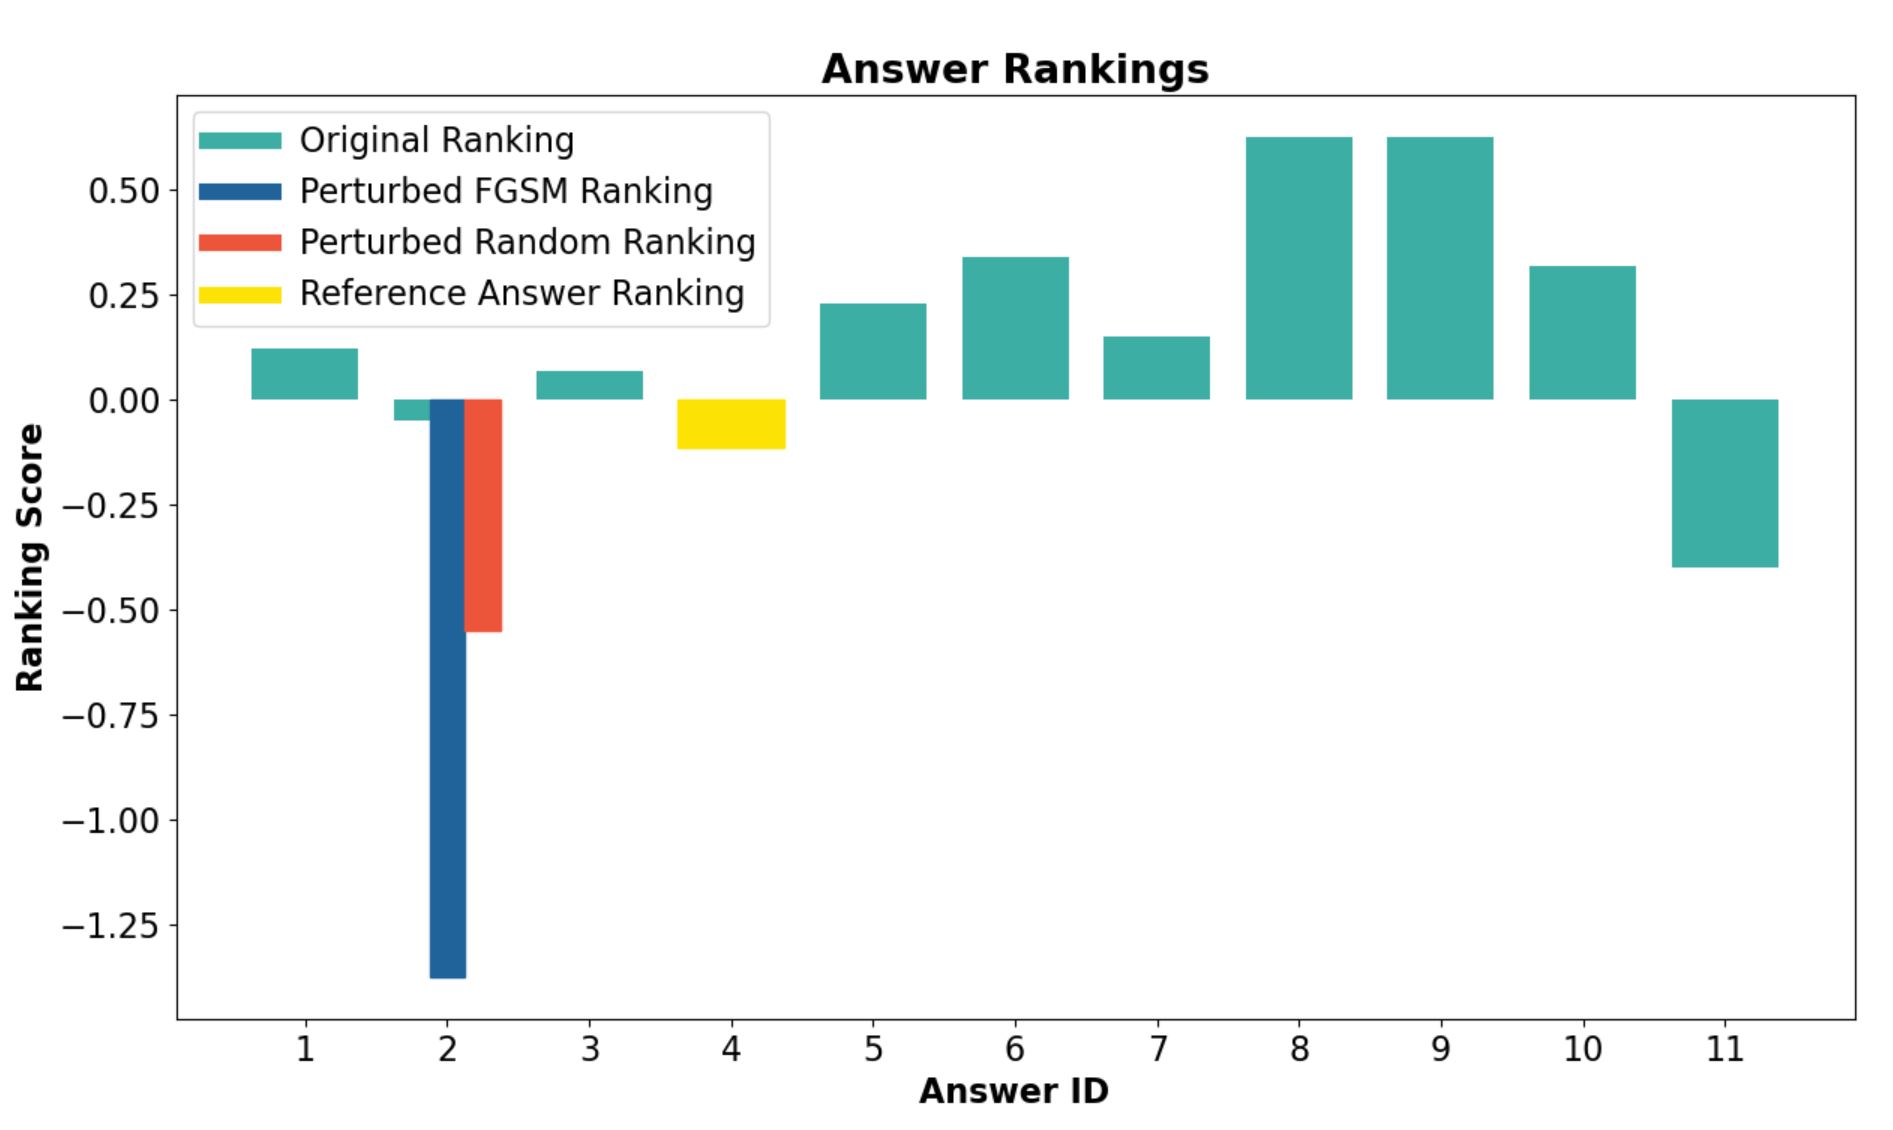 Answer Rankings
Original Ranking
Perturbed FGSM Ranking
Perturbed Random Ranking
Reference Answer Ranking
0.50
0.25
0.00
−0.25
−0.50
−0.75
−1.00
−1.25
Ranking Score
1 2 3 4 5 6 7 8 9 10 11
Answer ID